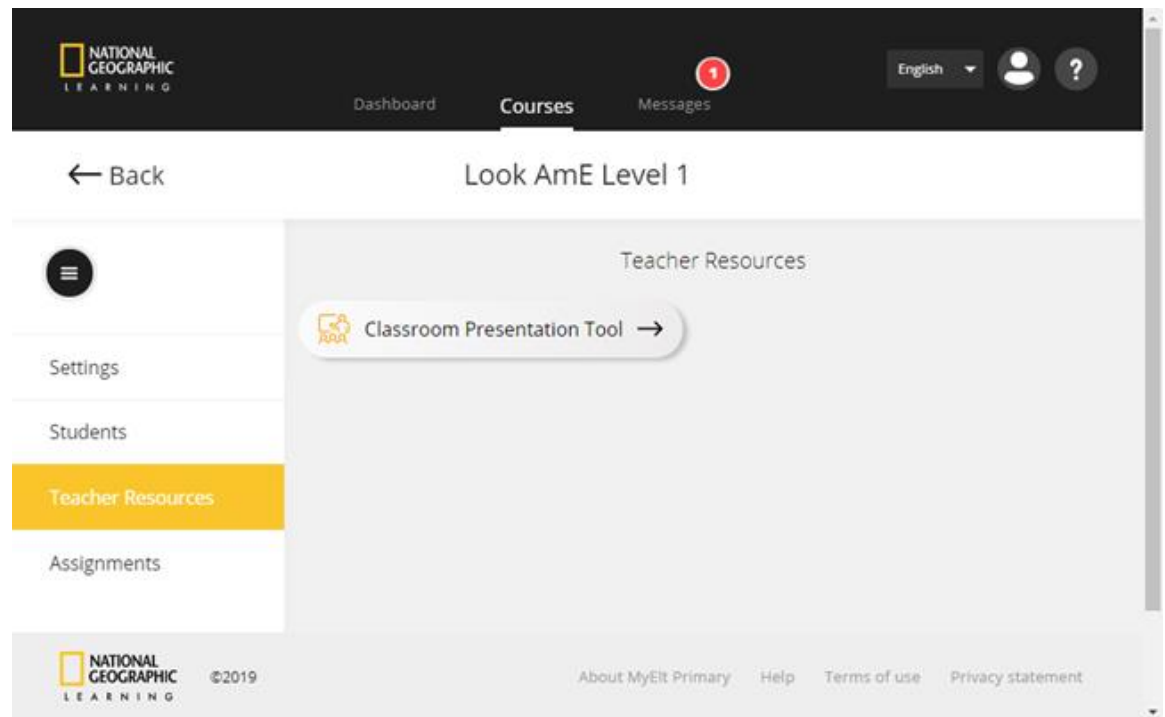 NATIONAL
GEOGRAPHIC
LEARNING
Dashboard
Courses
Messages
1
English
?
Back
Look AmE Level 1
Teacher Resources
Classroom Presentation Tool
Settings
Students
Teacher Resources
Assignments
NATIONAL
GEOGRAPHIC
LEARNING
©2019
About MyElt Primary
Help
Terms of use
Privacy statement